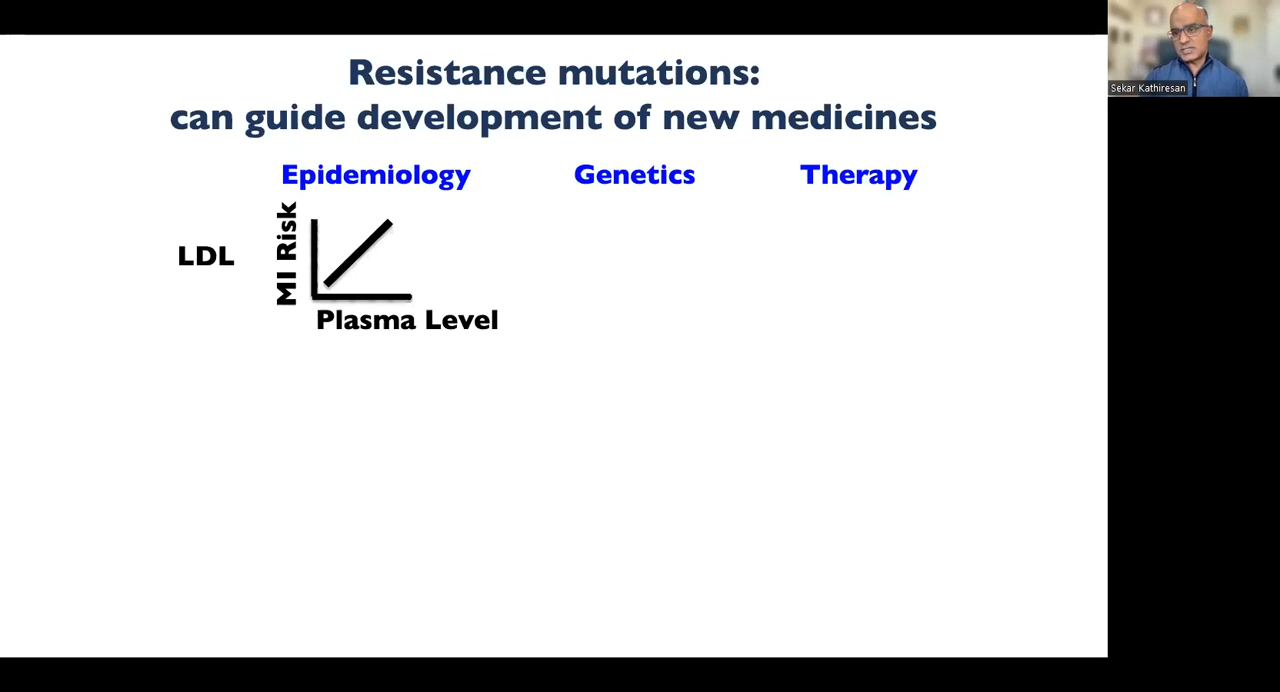 Resistance mutations:
can guide development of new medicines
Epidemiology
Genetics
Therapy
LDL
MI Risk
Plasma Level
Sekar Kathiresan